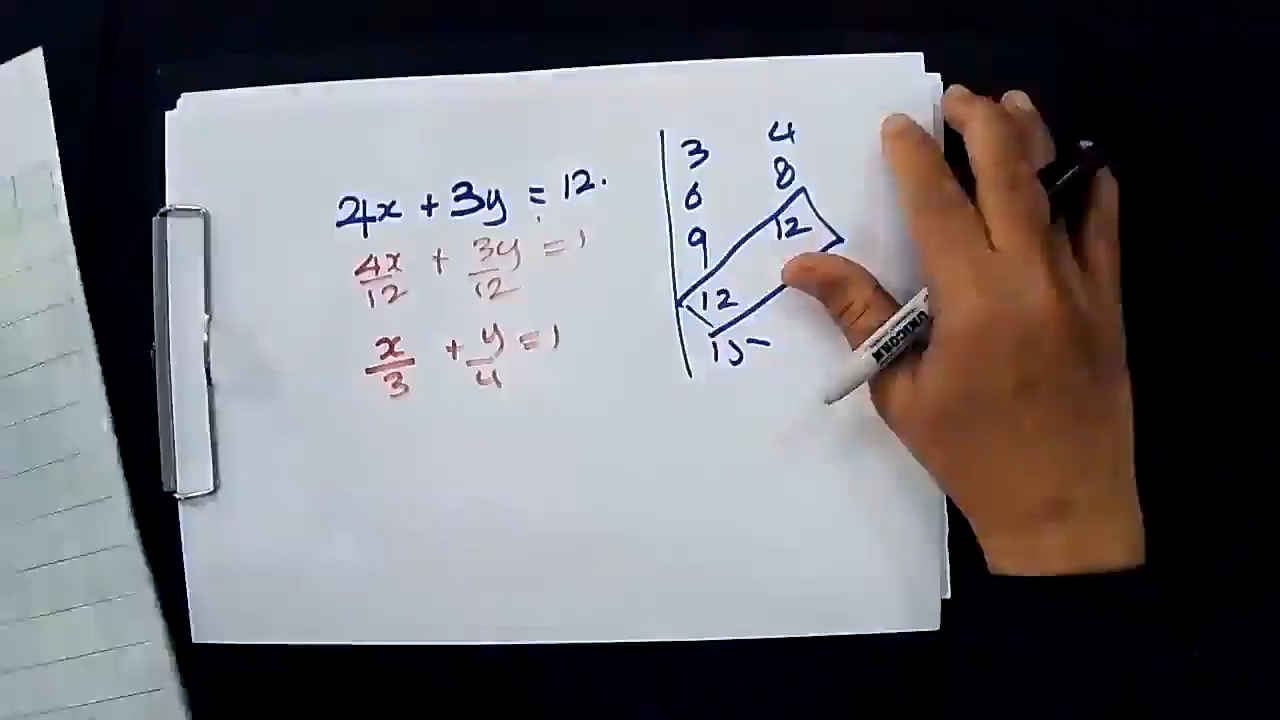 4x + 3y = 12.
4x/12 + 3y/12 = 1
x/3 + y/4 = 1
3 4
6 8
9 12
12
15
UNICORN